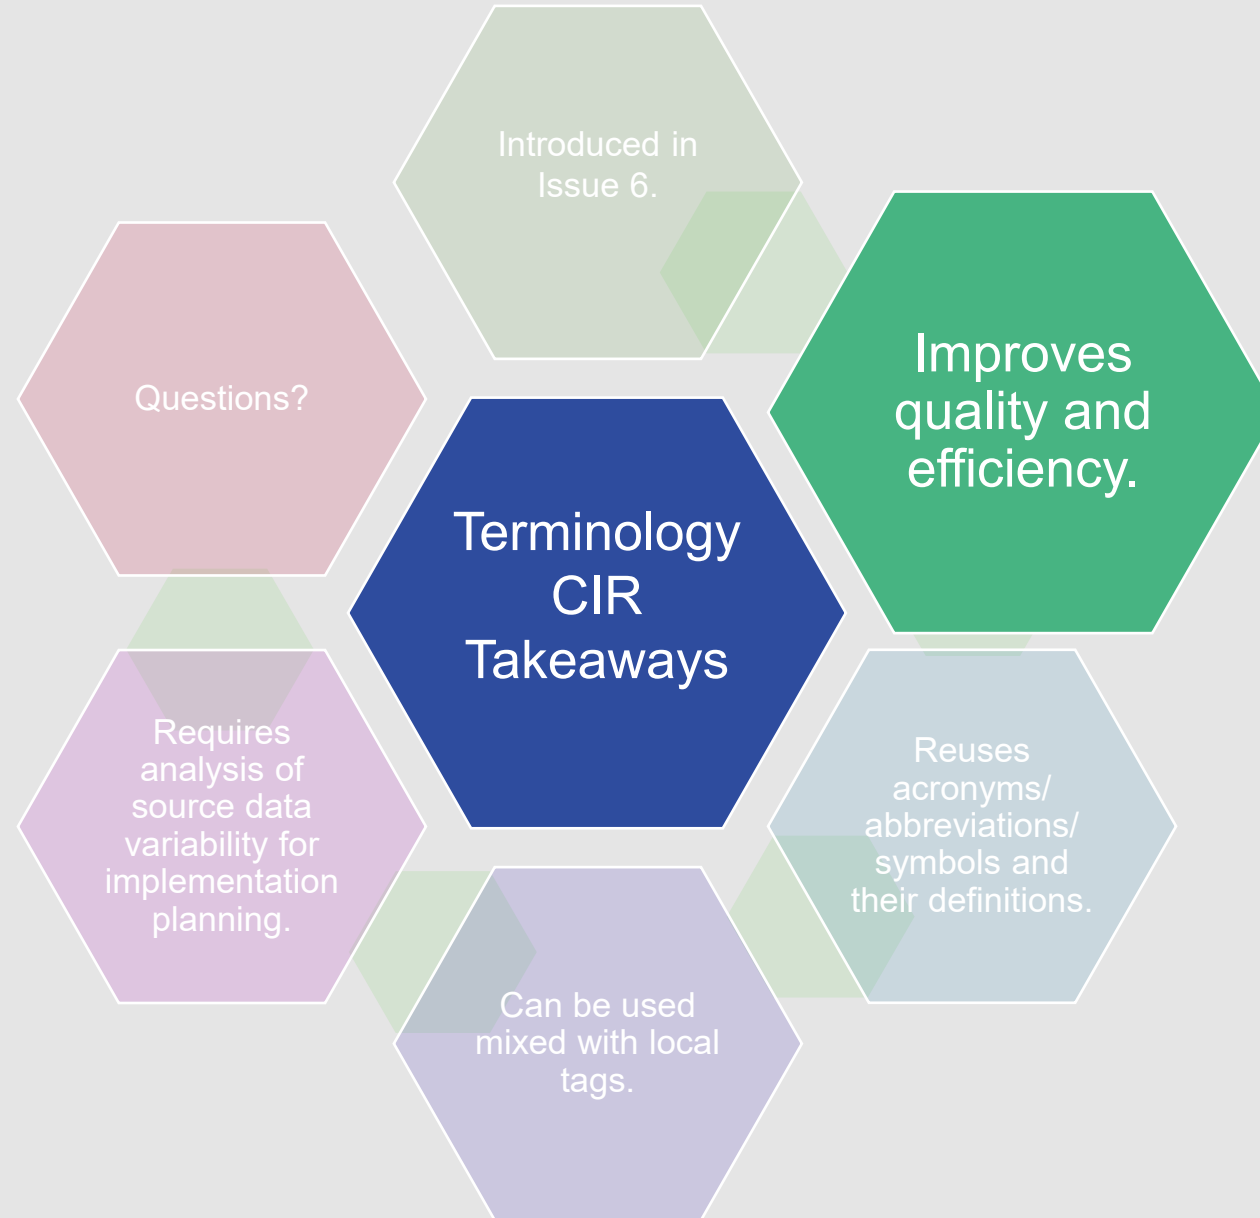 Introduced in
Issue 6.
Improves
quality and
efficiency.
Questions?
Terminology
CIR
Takeaways
Reuses
acronyms/
abbreviations/
symbols and
their definitions.
Requires
analysis of
source data
variability for
implementation
planning.
Can be used
mixed with local
tags.